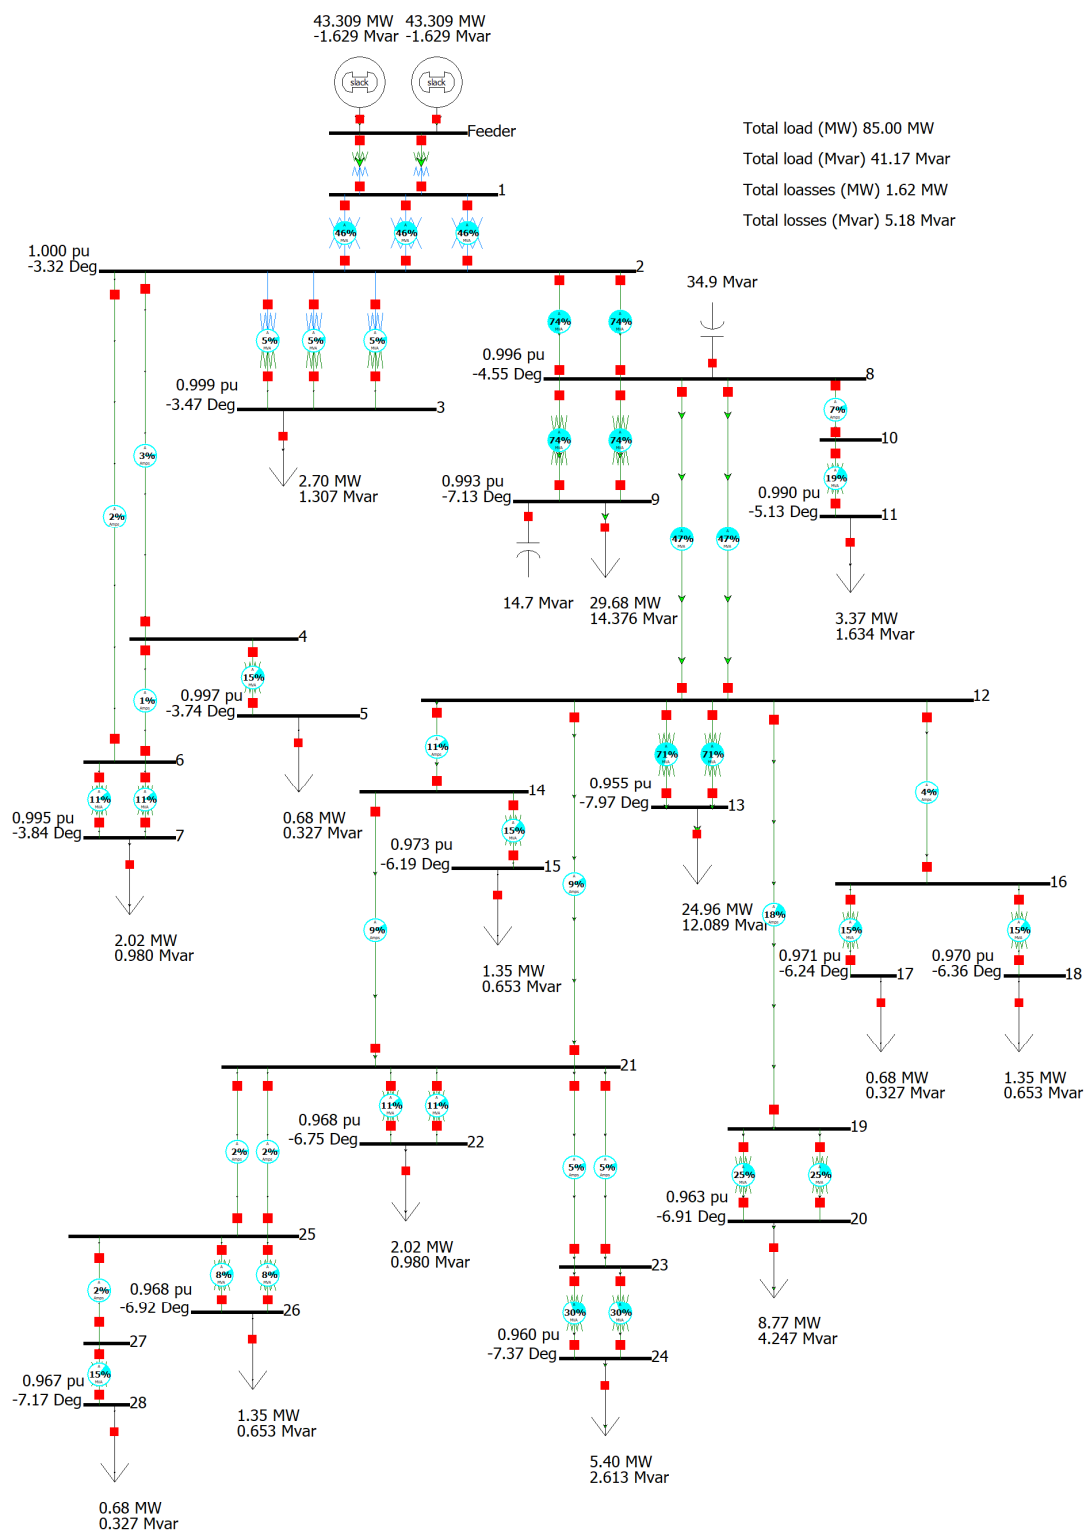 43.309 MW 43.309 MW
-1.629 Mvar -1.629 Mvar
slack slack
Feeder
Total load (MW) 85.00 MW
Total load (Mvar) 41.17 Mvar
Total loasses (MW) 1.62 MW
Total losses (Mvar) 5.18 Mvar
1
46% 46% 46%
1.000 pu
-3.32 Deg
2
34.9 Mvar
74% 74%
5% 5% 5%
0.996 pu
-4.55 Deg
8
0.999 pu
-3.47 Deg
3
7%
10
74% 74%
3%
2.70 MW
1.307 Mvar
0.993 pu
-7.13 Deg
9
19%
0.990 pu
-5.13 Deg
11
2%
47% 47%
14.7 Mvar
29.68 MW
14.376 Mvar
3.37 MW
1.634 Mvar
4
15%
0.997 pu
-3.74 Deg
5
1%
12
11%
71% 71%
6
11% 11%
0.995 pu
-3.84 Deg
7
0.68 MW
0.327 Mvar
14
0.955 pu
-7.97 Deg
13
4%
15%
0.973 pu
-6.19 Deg
15
9%
16
24.96 MW
12.089 Mvar
18%
9%
2.02 MW
0.980 Mvar
15% 15%
1.35 MW
0.653 Mvar
0.971 pu
-6.24 Deg
17
0.970 pu
-6.36 Deg
18
0.68 MW
0.327 Mvar
1.35 MW
0.653 Mvar
21
11% 11%
0.968 pu
-6.75 Deg
22
19
2% 2%
5% 5%
25% 25%
0.963 pu
-6.91 Deg
20
25
2.02 MW
0.980 Mvar
23
8% 8%
2%
0.968 pu
-6.92 Deg
26
30% 30%
8.77 MW
4.247 Mvar
27
0.960 pu
-7.37 Deg
24
15%
0.967 pu
-7.17 Deg
28
1.35 MW
0.653 Mvar
5.40 MW
2.613 Mvar
0.68 MW
0.327 Mvar